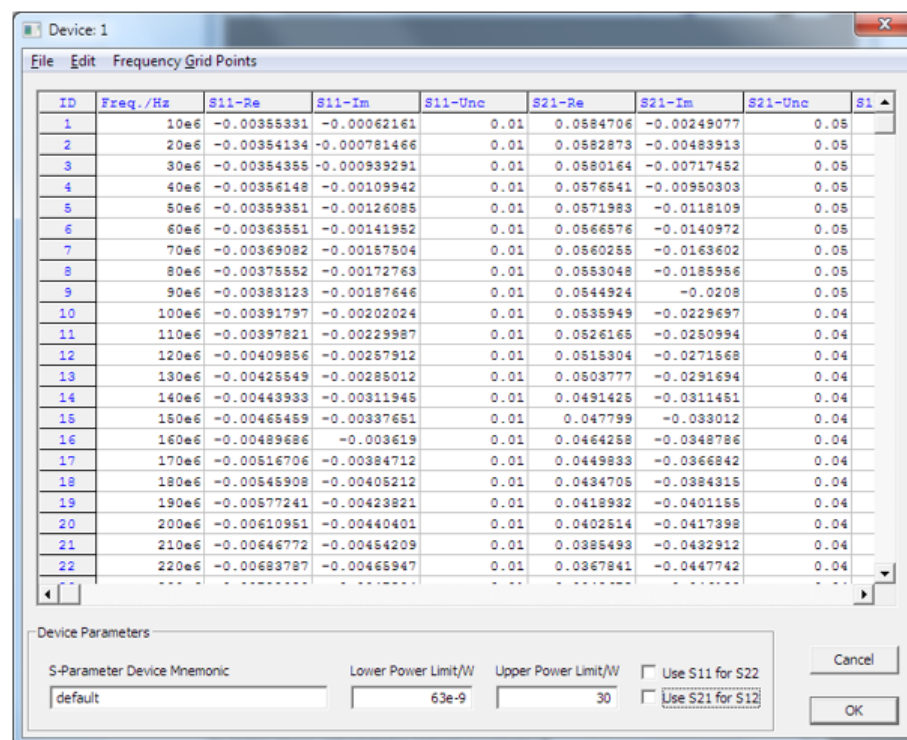 Device: 1
File Edit Frequency Grid Points
ID Freq./Hz S11-Re S11-Im S11-Unc S21-Re S21-Im S21-Unc S1
1 10e6 -0.00355331 -0.00062161 0.01 0.0584706 -0.00249077 0.05
2 20e6 -0.00354134 -0.000781466 0.01 0.0582873 -0.00483913 0.05
3 30e6 -0.00354355 -0.000939291 0.01 0.0580164 -0.00717452 0.05
4 40e6 -0.00356148 -0.00109942 0.01 0.0576541 -0.00950303 0.05
5 50e6 -0.00359351 -0.00126085 0.01 0.0571983 -0.0118109 0.05
6 60e6 -0.00363551 -0.00141952 0.01 0.0566576 -0.0140972 0.05
7 70e6 -0.00369082 -0.00157504 0.01 0.0560255 -0.0163602 0.05
8 80e6 -0.00375552 -0.00172763 0.01 0.0553048 -0.0185956 0.05
9 90e6 -0.00383123 -0.00187646 0.01 0.0544924 -0.0208 0.05
10 100e6 -0.00391797 -0.00202024 0.01 0.0535949 -0.0229697 0.04
11 110e6 -0.00397821 -0.00229987 0.01 0.0526165 -0.0250994 0.04
12 120e6 -0.00409856 -0.00257912 0.01 0.0515304 -0.0271568 0.04
13 130e6 -0.00425549 -0.00285012 0.01 0.0503777 -0.0291694 0.04
14 140e6 -0.00443933 -0.00311945 0.01 0.0491425 -0.0311451 0.04
15 150e6 -0.00465459 -0.00337651 0.01 0.047799 -0.033012 0.04
16 160e6 -0.00489686 -0.003619 0.01 0.0464258 -0.0348786 0.04
17 170e6 -0.00516706 -0.00384712 0.01 0.0449833 -0.0366842 0.04
18 180e6 -0.00545908 -0.00405212 0.01 0.0434705 -0.0384315 0.04
19 190e6 -0.00577241 -0.00423821 0.01 0.0418932 -0.0401155 0.04
20 200e6 -0.00610951 -0.00440401 0.01 0.0402514 -0.0417398 0.04
21 210e6 -0.00646772 -0.00454209 0.01 0.0385493 -0.0432912 0.04
22 220e6 -0.00683787 -0.00465947 0.01 0.0367841 -0.0447742 0.04
Device Parameters
S-Parameter Device Mnemonic Lower Power Limit/W Upper Power Limit/W Use S11 for S22 Cancel
default 63e-9 30 Use S21 for S12 OK